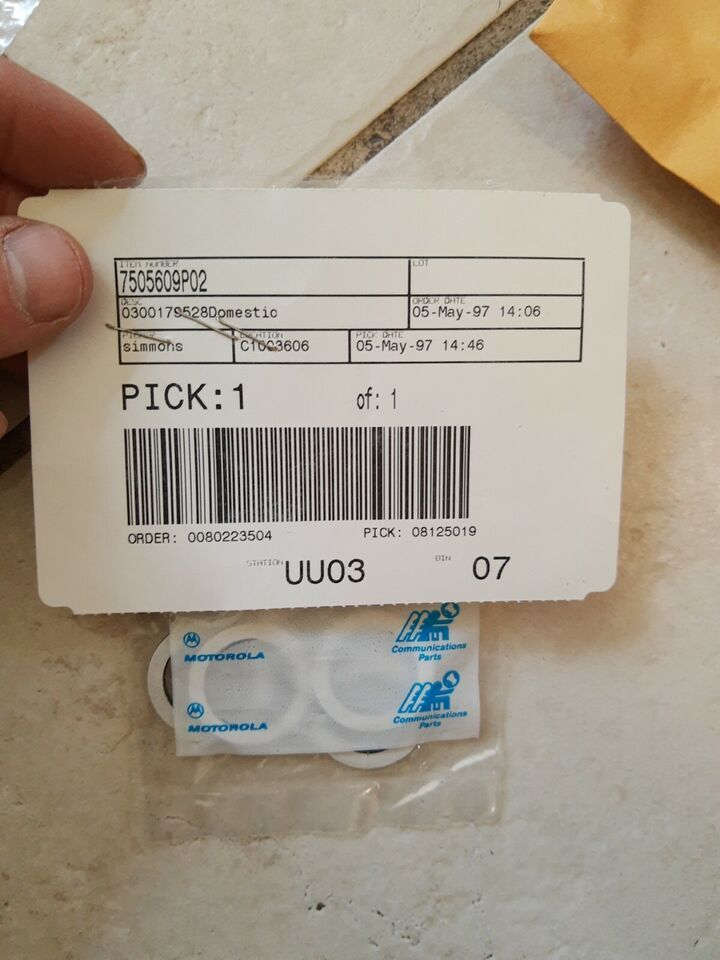 ITEM NUMBER
7505609P02
LOT
DESC
0300179528Domestic
ORDER DATE
05-May-97 14:06
PICKER
simmons
LOCATION
C1003606
PICK DATE
05-May-97 14:46
PICK:1
of: 1
ORDER: 0080223504
PICK: 08125019
STATION
UU03
BIN
07
MOTOROLA
Communications
Parts
MOTOROLA
Communications
Parts